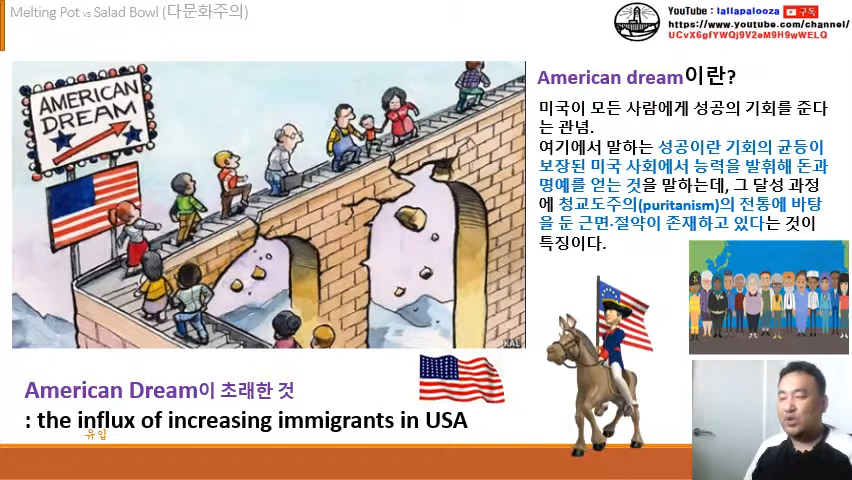 Melting Pot vs Salad Bowl (다문화주의)
YouTube : lallapalooza 구독
https://www.youtube.com/channel/
UCvX6gfYWQj9V2eM9H9wWELQ
AMERICAN
DREAM
KAL
American dream이란?
미국이 모든 사람에게 성공의 기회를 준다
는 관념.
여기에서 말하는 성공이란 기회의 균등이
보장된 미국 사회에서 능력을 발휘해 돈과
명예를 얻는 것을 말하는데, 그 달성 과정
에 청교도주의(puritanism)의 전통에 바탕
을 둔 근면·절약이 존재하고 있다는 것이
특징이다.
American Dream이 초래한 것
: the influx of increasing immigrants in USA
유입